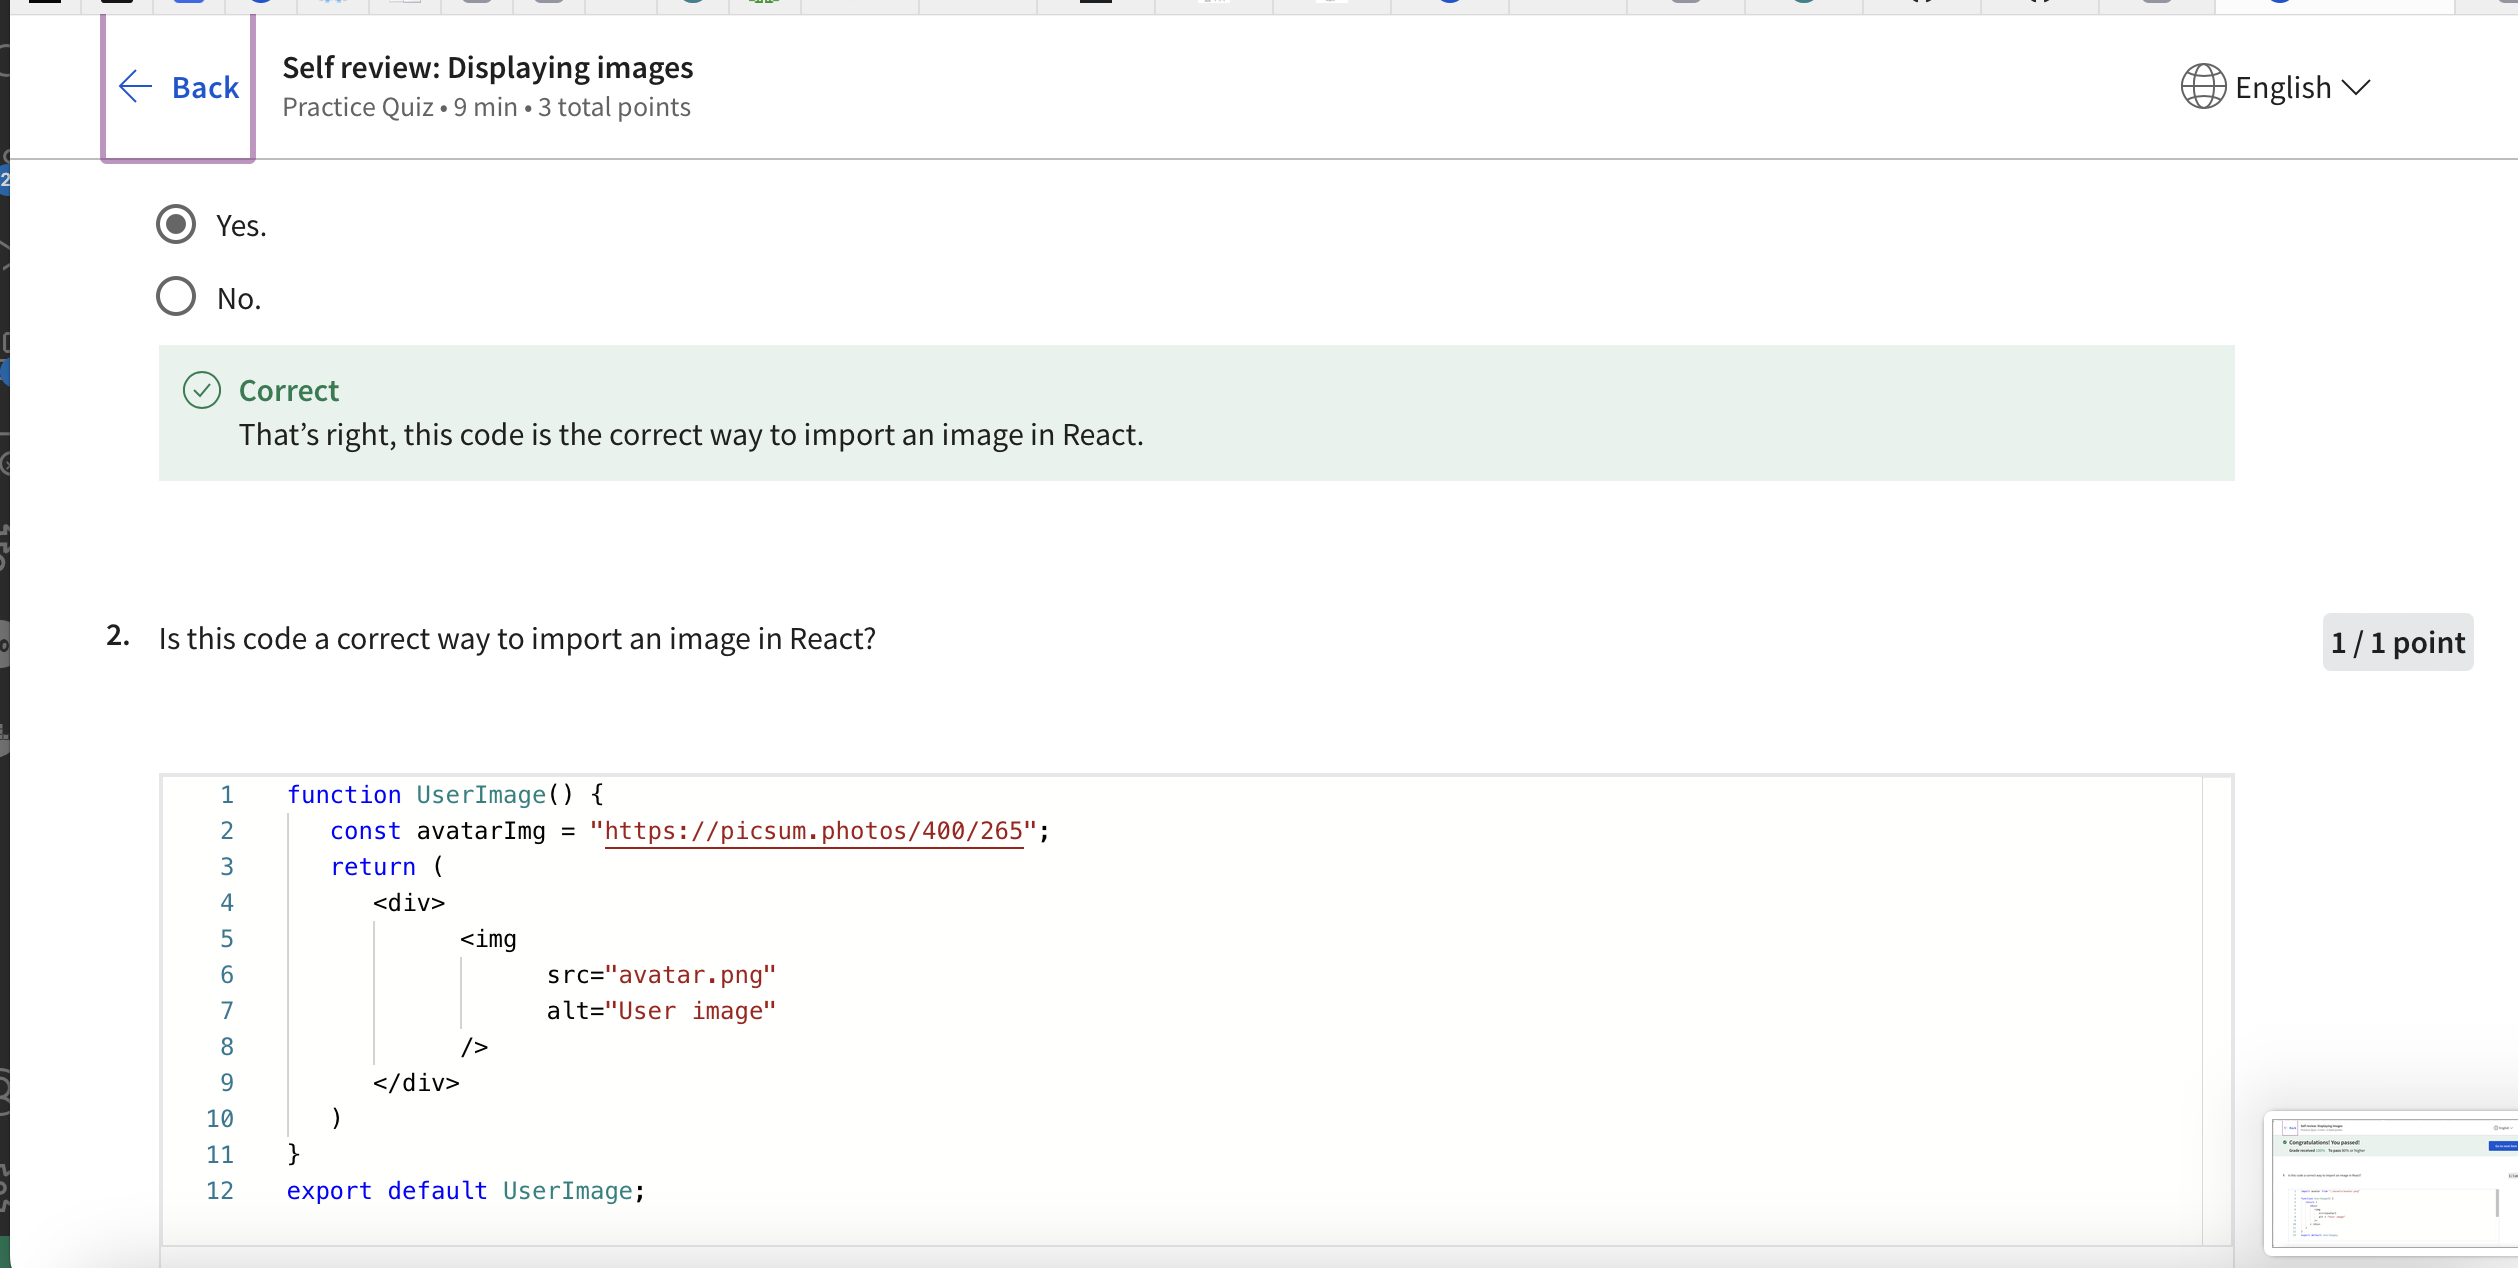 Back
Self review: Displaying images
Practice Quiz • 9 min • 3 total points
English
Yes.
No.
Correct
That’s right, this code is the correct way to import an image in React.
2. Is this code a correct way to import an image in React?
1 / 1 point
1 function UserImage() {
2 const avatarImg = "https://picsum.photos/400/265";
3 return (
4 <div>
5 <img
6 src="avatar.png"
7 alt="User image"
8 />
9 </div>
10 )
11 }
12 export default UserImage;
Congratulations! You passed!